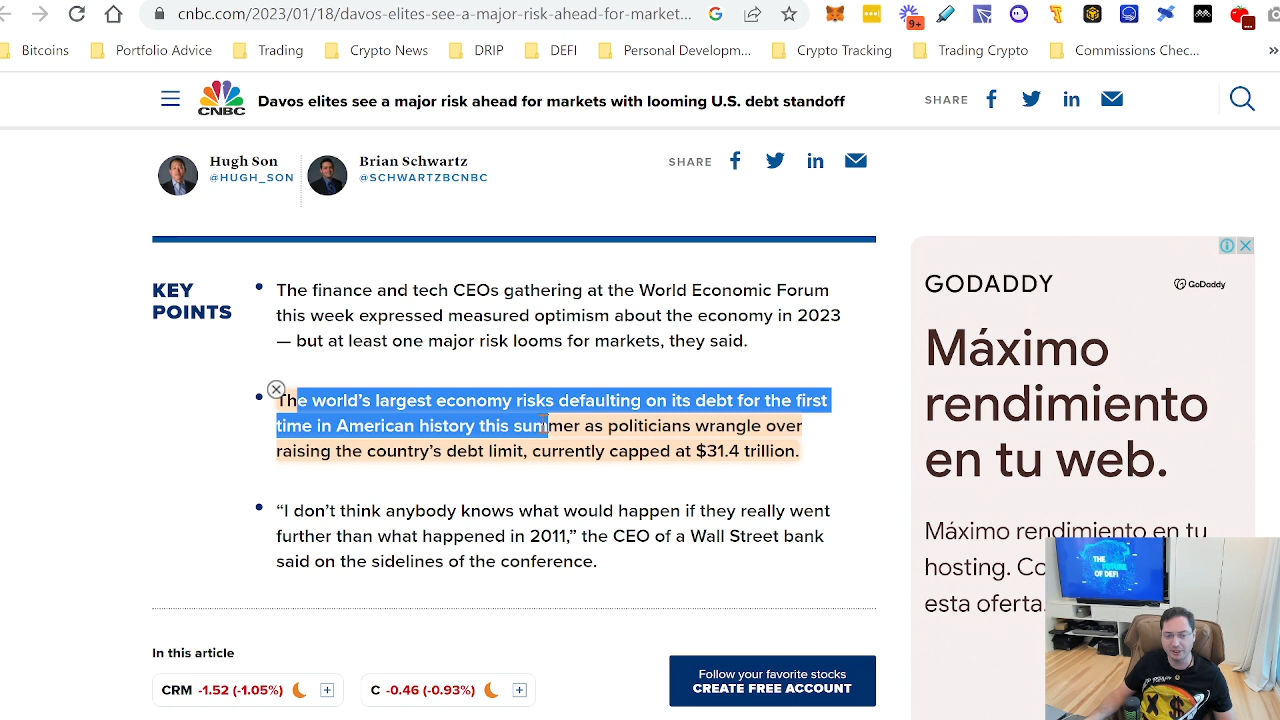 cnbc.com/2023/01/18/davos-elites-see-a-major-risk-ahead-for-market...
9+
Bitcoins
Portfolio Advice
Trading
Crypto News
DRIP
DEFI
Personal Developm...
Crypto Tracking
Trading Crypto
Commissions Chec...
»
CNBC
Davos elites see a major risk ahead for markets with looming U.S. debt standoff
SHARE
Hugh Son
@HUGH_SON
Brian Schwartz
@SCHWARTZBCNBC
SHARE
KEY
POINTS
The finance and tech CEOs gathering at the World Economic Forum
this week expressed measured optimism about the economy in 2023
— but at least one major risk looms for markets, they said.
The world’s largest economy risks defaulting on its debt for the first
time in American history this summer as politicians wrangle over
raising the country’s debt limit, currently capped at $31.4 trillion.
“I don’t think anybody knows what would happen if they really went
further than what happened in 2011,” the CEO of a Wall Street bank
said on the sidelines of the conference.
In this article
CRM -1.52 (-1.05%)
C -0.46 (-0.93%)
Follow your favorite stocks
CREATE FREE ACCOUNT
GODADDY
GoDaddy
Máximo
rendimiento
en tu web.
Máximo rendimiento en tu
hosting. Co
esta oferta.
THE
FUTURE
OF DEFI